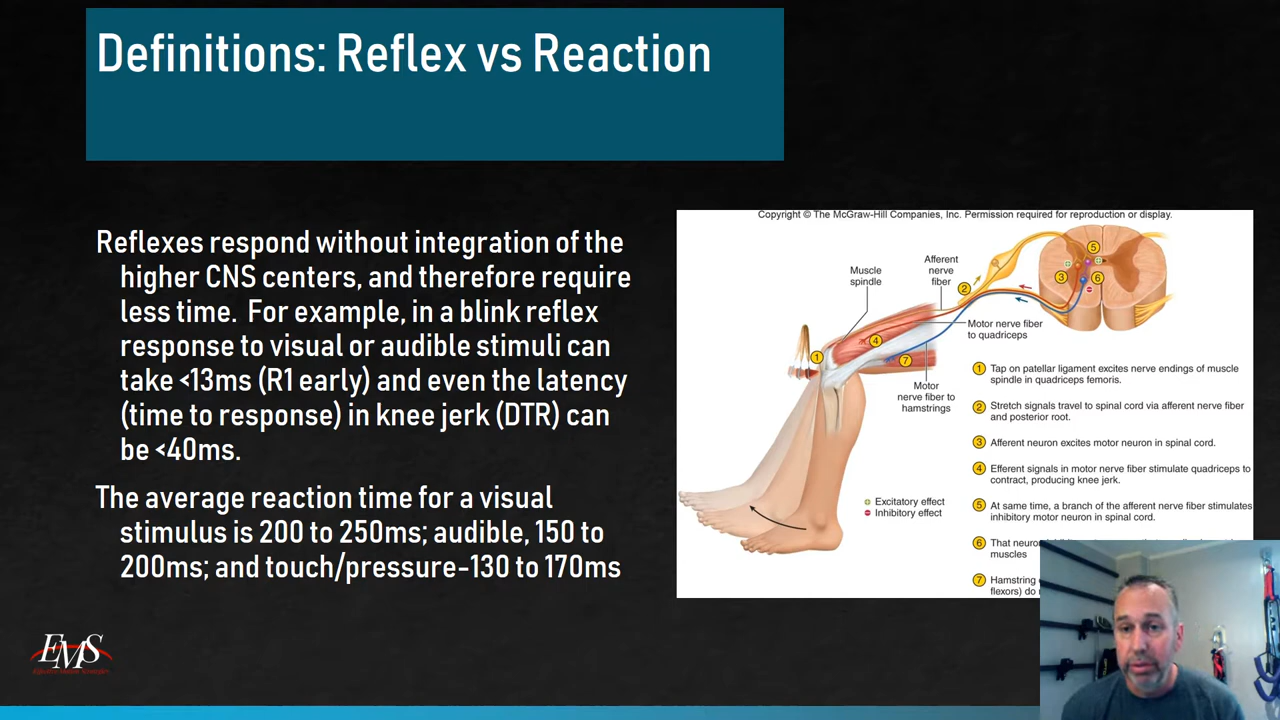 Definitions: Reflex vs Reaction
Reflexes respond without integration of the
higher CNS centers, and therefore require
less time.  For example, in a blink reflex
response to visual or audible stimuli can
take <13ms (R1 early) and even the latency
(time to response) in knee jerk (DTR) can
be <40ms.
The average reaction time for a visual
stimulus is 200 to 250ms; audible, 150 to
200ms; and touch/pressure-130 to 170ms
EMS
Copyright © The McGraw-Hill Companies, Inc. Permission required for reproduction or display.
Muscle
spindle
Afferent
nerve
fiber
Motor nerve fiber
to quadriceps
Motor
nerve fiber to
hamstrings
1
2
3
4
5
6
7
Excitatory effect
Inhibitory effect
1 Tap on patellar ligament excites nerve endings of muscle
spindle in quadriceps femoris.
2 Stretch signals travel to spinal cord via afferent nerve fiber
and posterior root.
3 Afferent neuron excites motor neuron in spinal cord.
4 Efferent signals in motor nerve fiber stimulate quadriceps to
contract, producing knee jerk.
5 At same time, a branch of the afferent nerve fiber stimulates
inhibitory motor neuron in spinal cord.
6 That
muscles
7 Hamstring
flexors) do